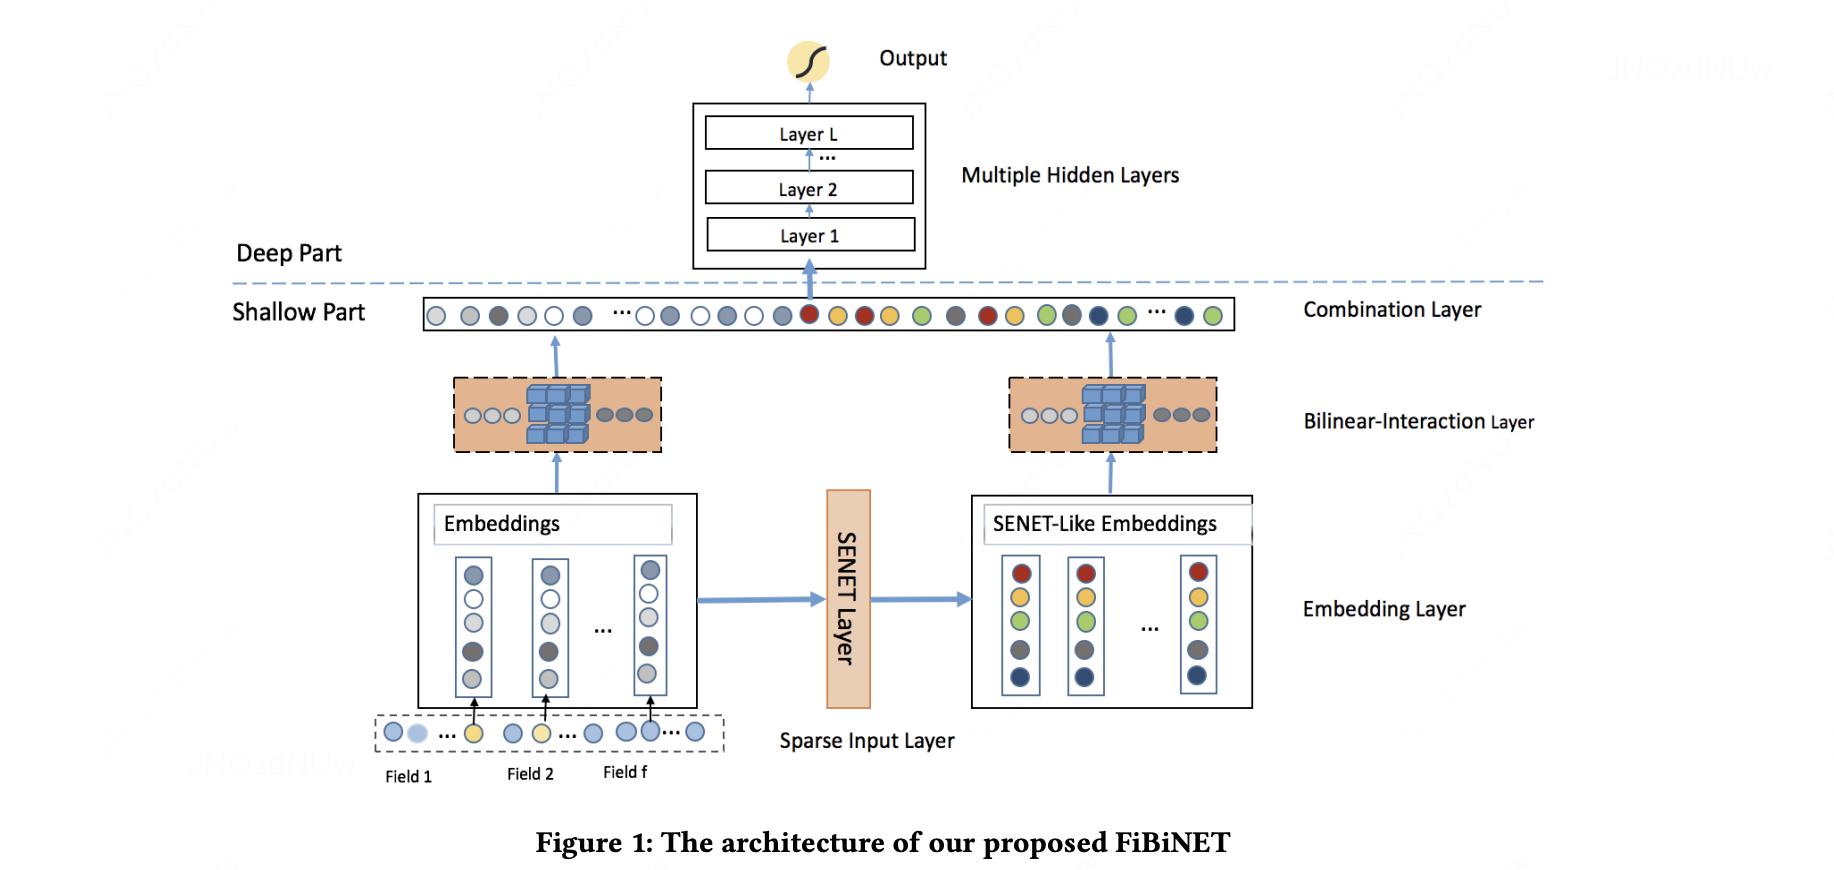 Output
Layer L
...
Layer 2
Multiple Hidden Layers
Layer 1
Deep Part
Shallow Part
... ...
Combination Layer
Bilinear-Interaction Layer
Embeddings
...
SENET Layer
SENET-Like Embeddings
...
Embedding Layer
... ... ...
Sparse Input Layer
Field 1
Field 2
Field f
Figure 1: The architecture of our proposed FiBiNET